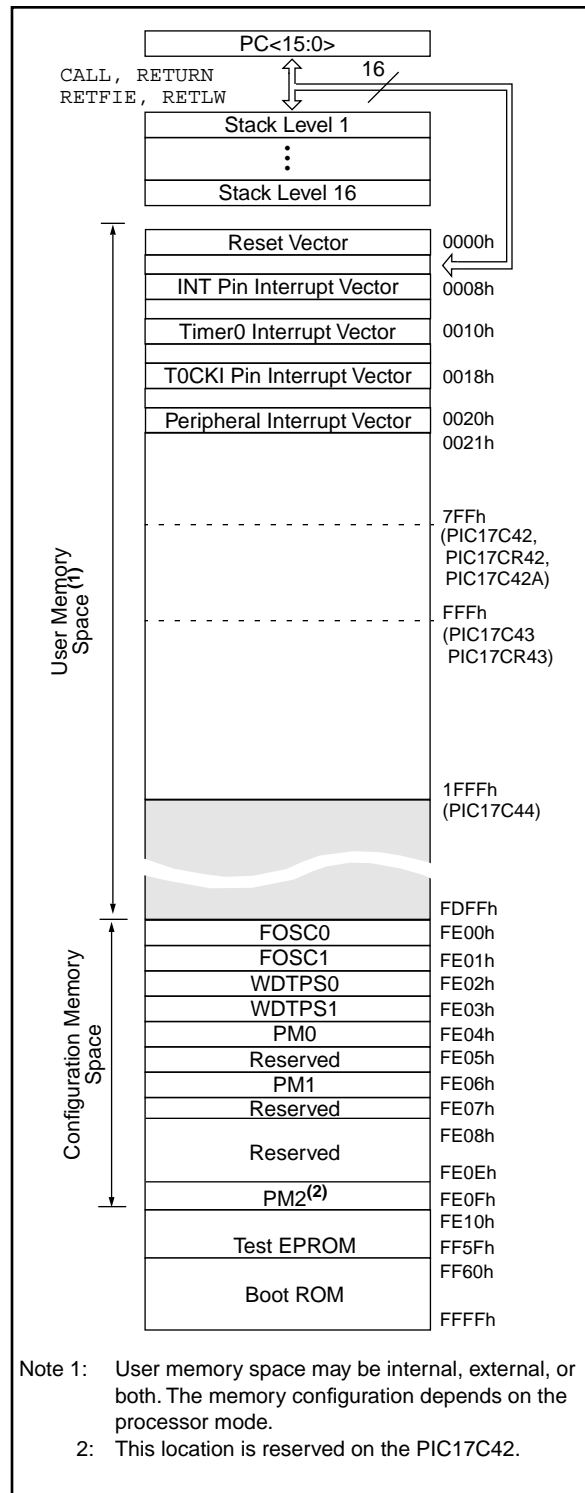 PC<15:0>
CALL, RETURN
RETFIE, RETLW
16
Stack Level 1
Stack Level 16
Reset Vector 0000h
INT Pin Interrupt Vector 0008h
Timer0 Interrupt Vector 0010h
T0CKI Pin Interrupt Vector 0018h
Peripheral Interrupt Vector 0020h
0021h
7FFh
(PIC17C42,
PIC17CR42,
PIC17C42A)
FFFh
(PIC17C43
PIC17CR43)
User Memory
Space(1)
1FFFh
(PIC17C44)
FDFFh
FOSC0 FE00h
FOSC1 FE01h
WDTPS0 FE02h
WDTPS1 FE03h
PM0 FE04h
Reserved FE05h
PM1 FE06h
Reserved FE07h
FE08h
Reserved
FE0Eh
PM2(2) FE0Fh
Configuration Memory
Space
FE10h
Test EPROM FF5Fh
FF60h
Boot ROM
FFFFh
Note 1: User memory space may be internal, external, or
both. The memory configuration depends on the
processor mode.
2: This location is reserved on the PIC17C42.